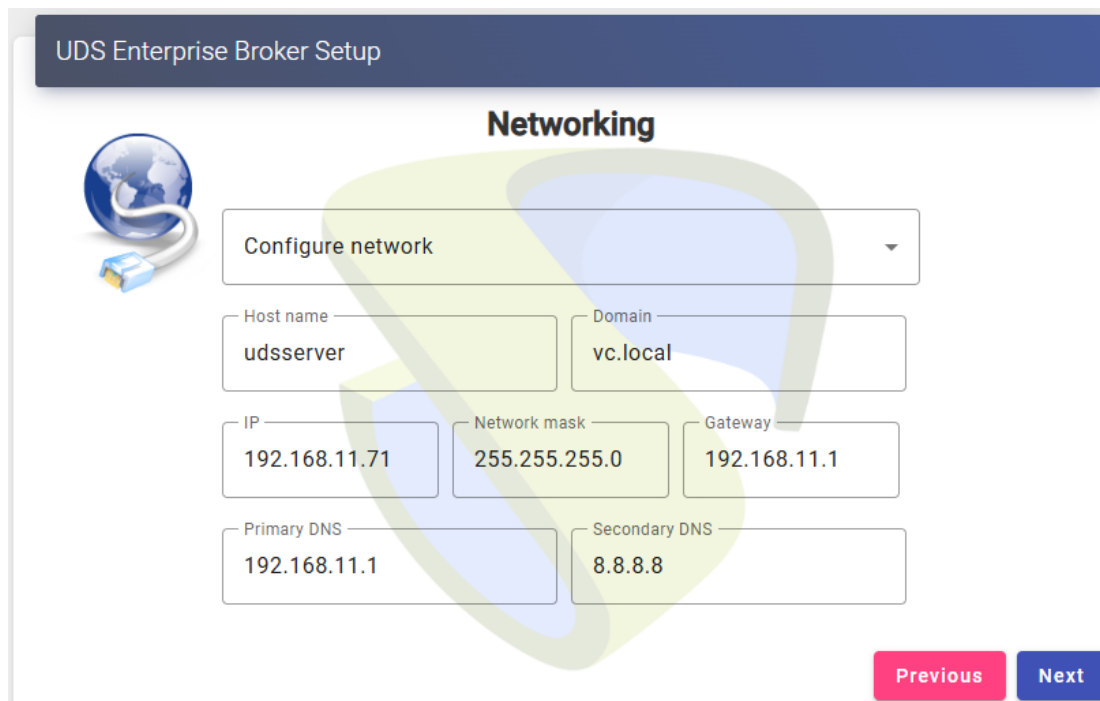 UDS Enterprise Broker Setup
Networking
Configure network
Host name Domain
udsserver vc.local
IP Network mask Gateway
192.168.11.71 255.255.255.0 192.168.11.1
Primary DNS Secondary DNS
192.168.11.1 8.8.8.8
Previous Next